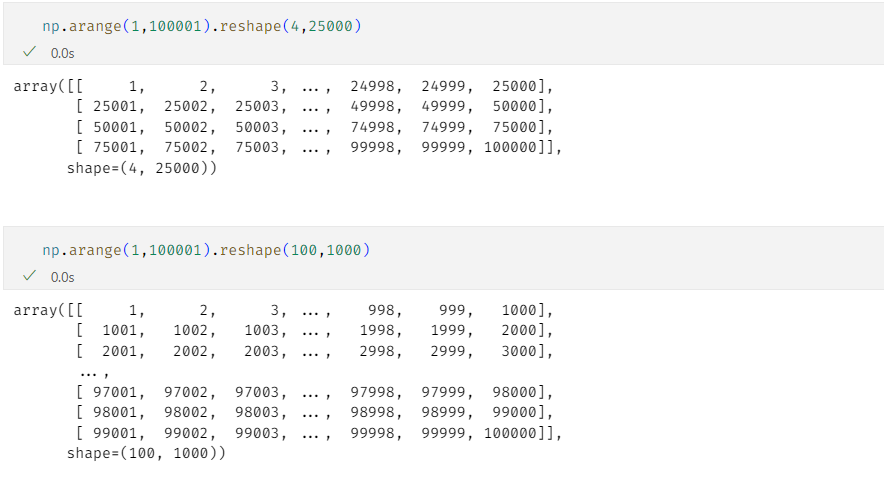 np.arange(1,100001).reshape(4,25000)
✓ 0.0s
array([[     1,      2,      3, ...,  24998,  24999,  25000],
       [ 25001,  25002,  25003, ...,  49998,  49999,  50000],
       [ 50001,  50002,  50003, ...,  74998,  74999,  75000],
       [ 75001,  75002,  75003, ...,  99998,  99999, 100000]],
      shape=(4, 25000))
np.arange(1,100001).reshape(100,1000)
✓ 0.0s
array([[     1,      2,      3, ...,    998,    999,   1000],
       [  1001,   1002,   1003, ...,   1998,   1999,   2000],
       [  2001,   2002,   2003, ...,   2998,   2999,   3000],
       ...,
       [ 97001,  97002,  97003, ...,  97998,  97999,  98000],
       [ 98001,  98002,  98003, ...,  98998,  98999,  99000],
       [ 99001,  99002,  99003, ...,  99998,  99999, 100000]],
      shape=(100, 1000))